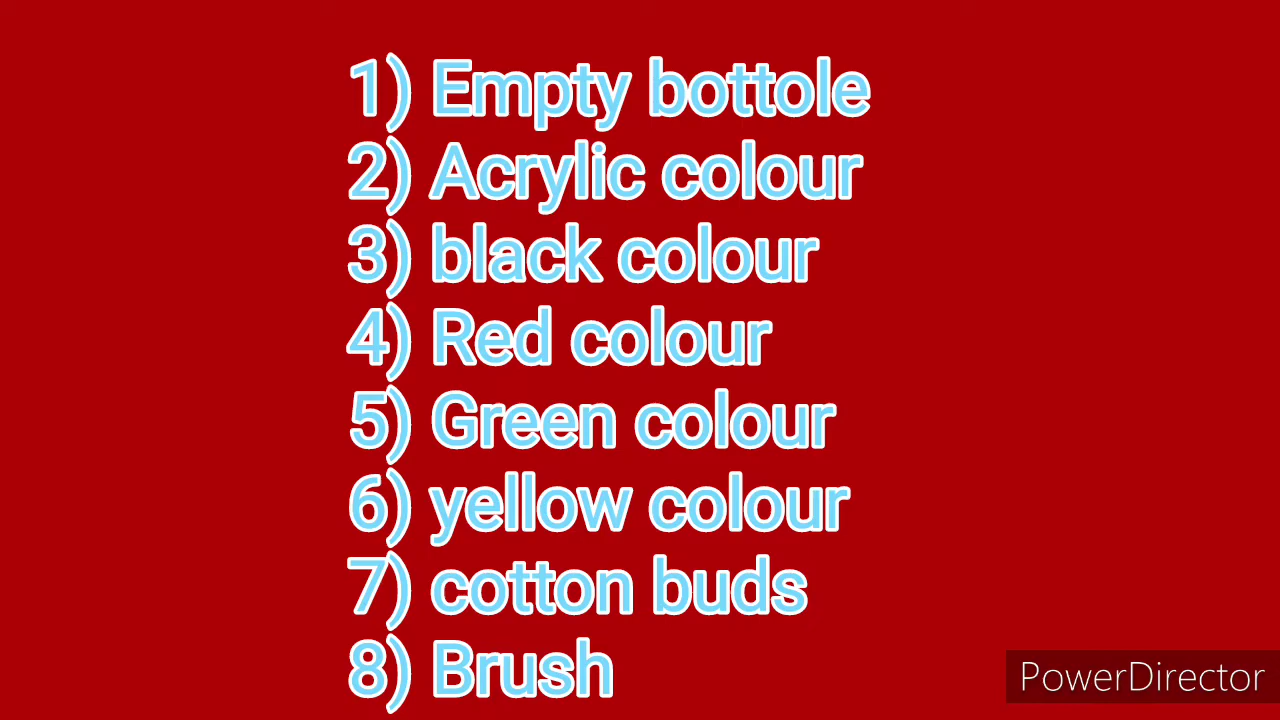 1) Empty bottole
2) Acrylic colour
3) black colour
4) Red colour
5) Green colour
6) yellow colour
7) cotton buds
8) Brush
PowerDirector